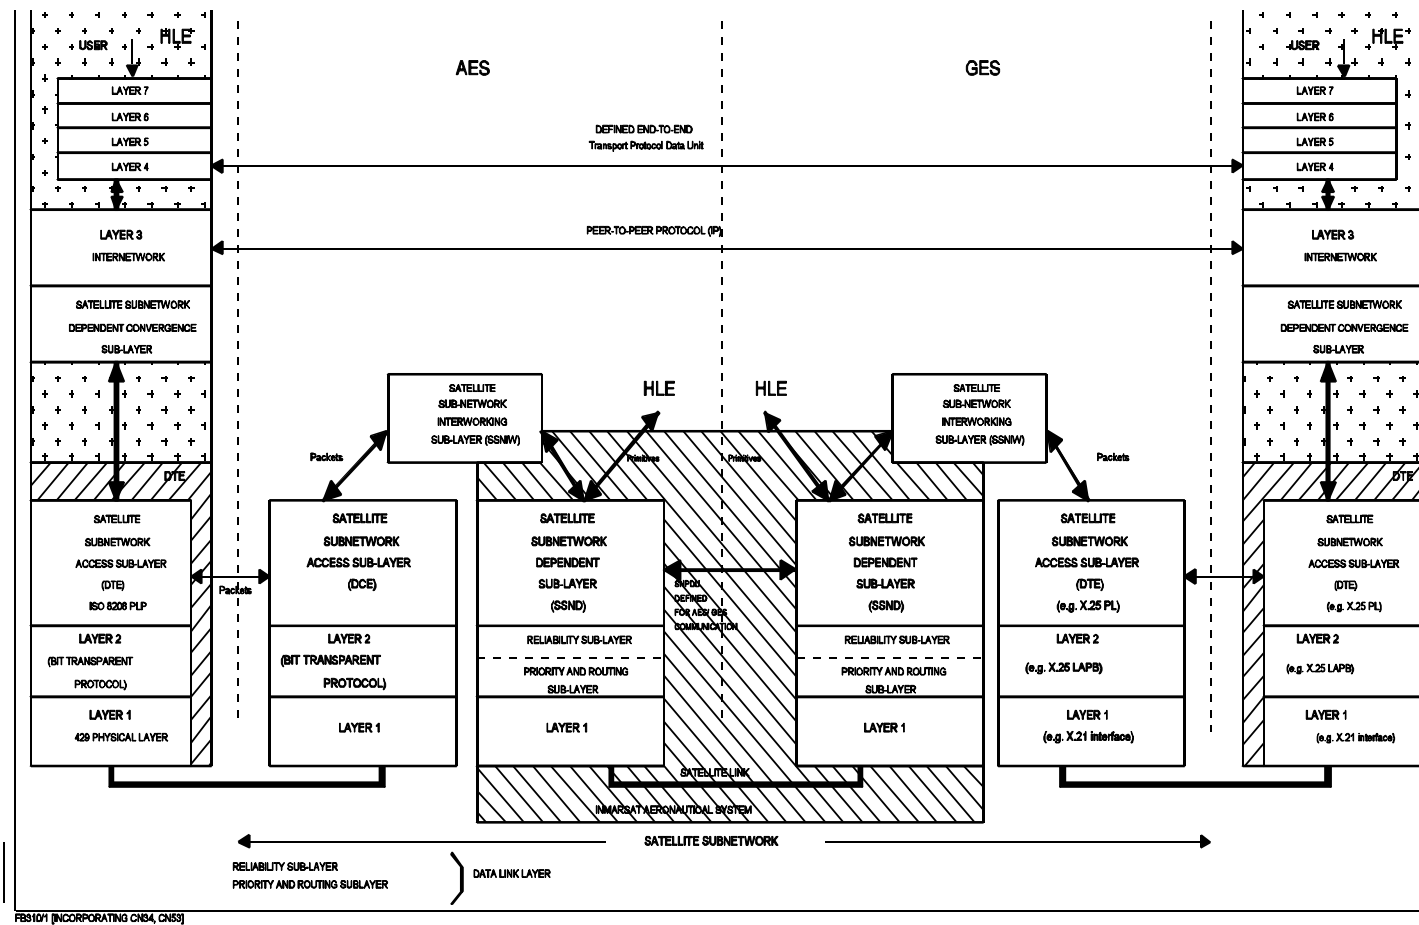 USER
HLE
AES
GES
USER
HLE
LAYER 7
LAYER 6
LAYER 5
LAYER 4
LAYER 7
LAYER 6
LAYER 5
LAYER 4
DEFINED END-TO-END
Transport Protocol Data Unit
PEER-TO-PEER PROTOCOL (IP)
LAYER 3
INTERNETWORK
LAYER 3
INTERNETWORK
SATELLITE SUBNETWORK
DEPENDENT CONVERGENCE
SUB-LAYER
SATELLITE SUBNETWORK
DEPENDENT CONVERGENCE
SUB-LAYER
SATELLITE
SUB-NETWORK
INTERWORKING
SUB-LAYER (SSNIW)
HLE
HLE
SATELLITE
SUB-NETWORK
INTERWORKING
SUB-LAYER (SSNIW)
Packets
Primitives
Primitives
Packets
DTE
DTE
SATELLITE
SUBNETWORK
ACCESS SUB-LAYER
(DTE)
ISO 8208 PLP
LAYER 2
(BIT TRANSPARENT
PROTOCOL)
LAYER 1
429 PHYSICAL LAYER
Packets
SATELLITE
SUBNETWORK
ACCESS SUB-LAYER
(DCE)
LAYER 2
(BIT TRANSPARENT
PROTOCOL)
LAYER 1
SATELLITE
SUBNETWORK
DEPENDENT
SUB-LAYER
(SSND)
RELIABILITY SUB-LAYER
PRIORITY AND ROUTING
SUB-LAYER
LAYER 1
DEFINED
FOR AES/ GES
COMMUNICATION
SATELLITE
SUBNETWORK
DEPENDENT
SUB-LAYER
(SSND)
RELIABILITY SUB-LAYER
PRIORITY AND ROUTING
SUB-LAYER
LAYER 1
SATELLITE
SUBNETWORK
ACCESS SUB-LAYER
(DTE)
(e.g. X.25 PL)
LAYER 2
(e.g. X.25 LAPB)
LAYER 1
(e.g. X.21 interface)
SATELLITE
SUBNETWORK
ACCESS SUB-LAYER
(DTE)
(e.g. X.25 PL)
LAYER 2
(e.g. X.25 LAPB)
LAYER 1
(e.g. X.21 interface)
SATELLITE LINK
INMARSAT AERONAUTICAL SYSTEM
SATELLITE SUBNETWORK
RELIABILITY SUB-LAYER
PRIORITY AND ROUTING SUBLAYER
DATA LINK LAYER
FB310/1 [INCORPORATING CN34, CN53]